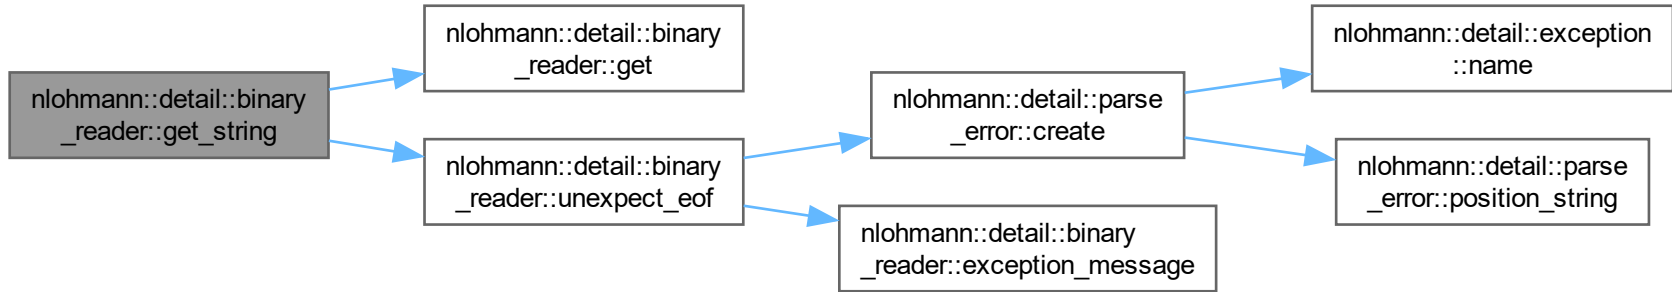 nlohmann::detail::binary
_reader::get_string
nlohmann::detail::binary
_reader::get
nlohmann::detail::binary
_reader::unexpect_eof
nlohmann::detail::parse
_error::create
nlohmann::detail::binary
_reader::exception_message
nlohmann::detail::exception
::name
nlohmann::detail::parse
_error::position_string